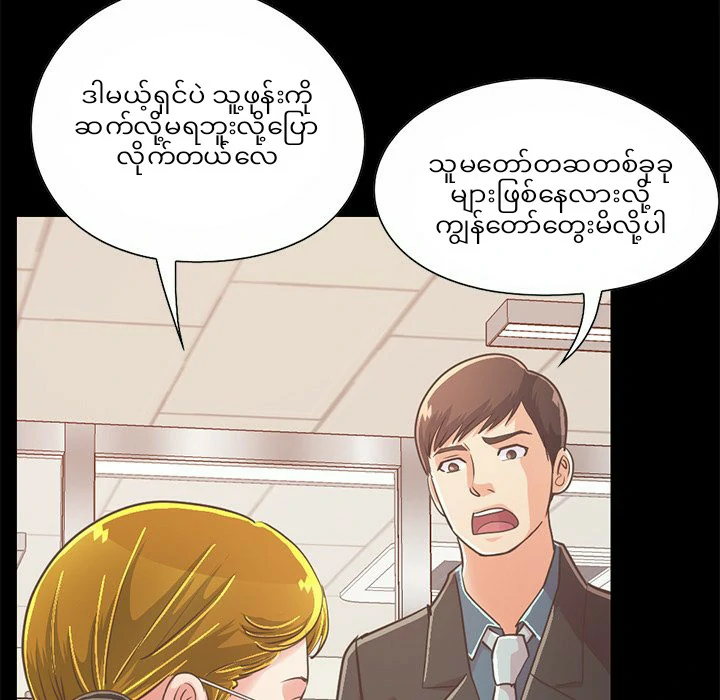 ဒါမယ့်ရှင်ပဲ သူ့ဖုန်းကို
ဆက်လို့မရဘူးလို့ပြော
လိုက်တယ်လေ
သူမတော်တဆတစ်ခုခု
များဖြစ်နေလားလို့
ကျွန်တော်တွေးမိလို့ပါ